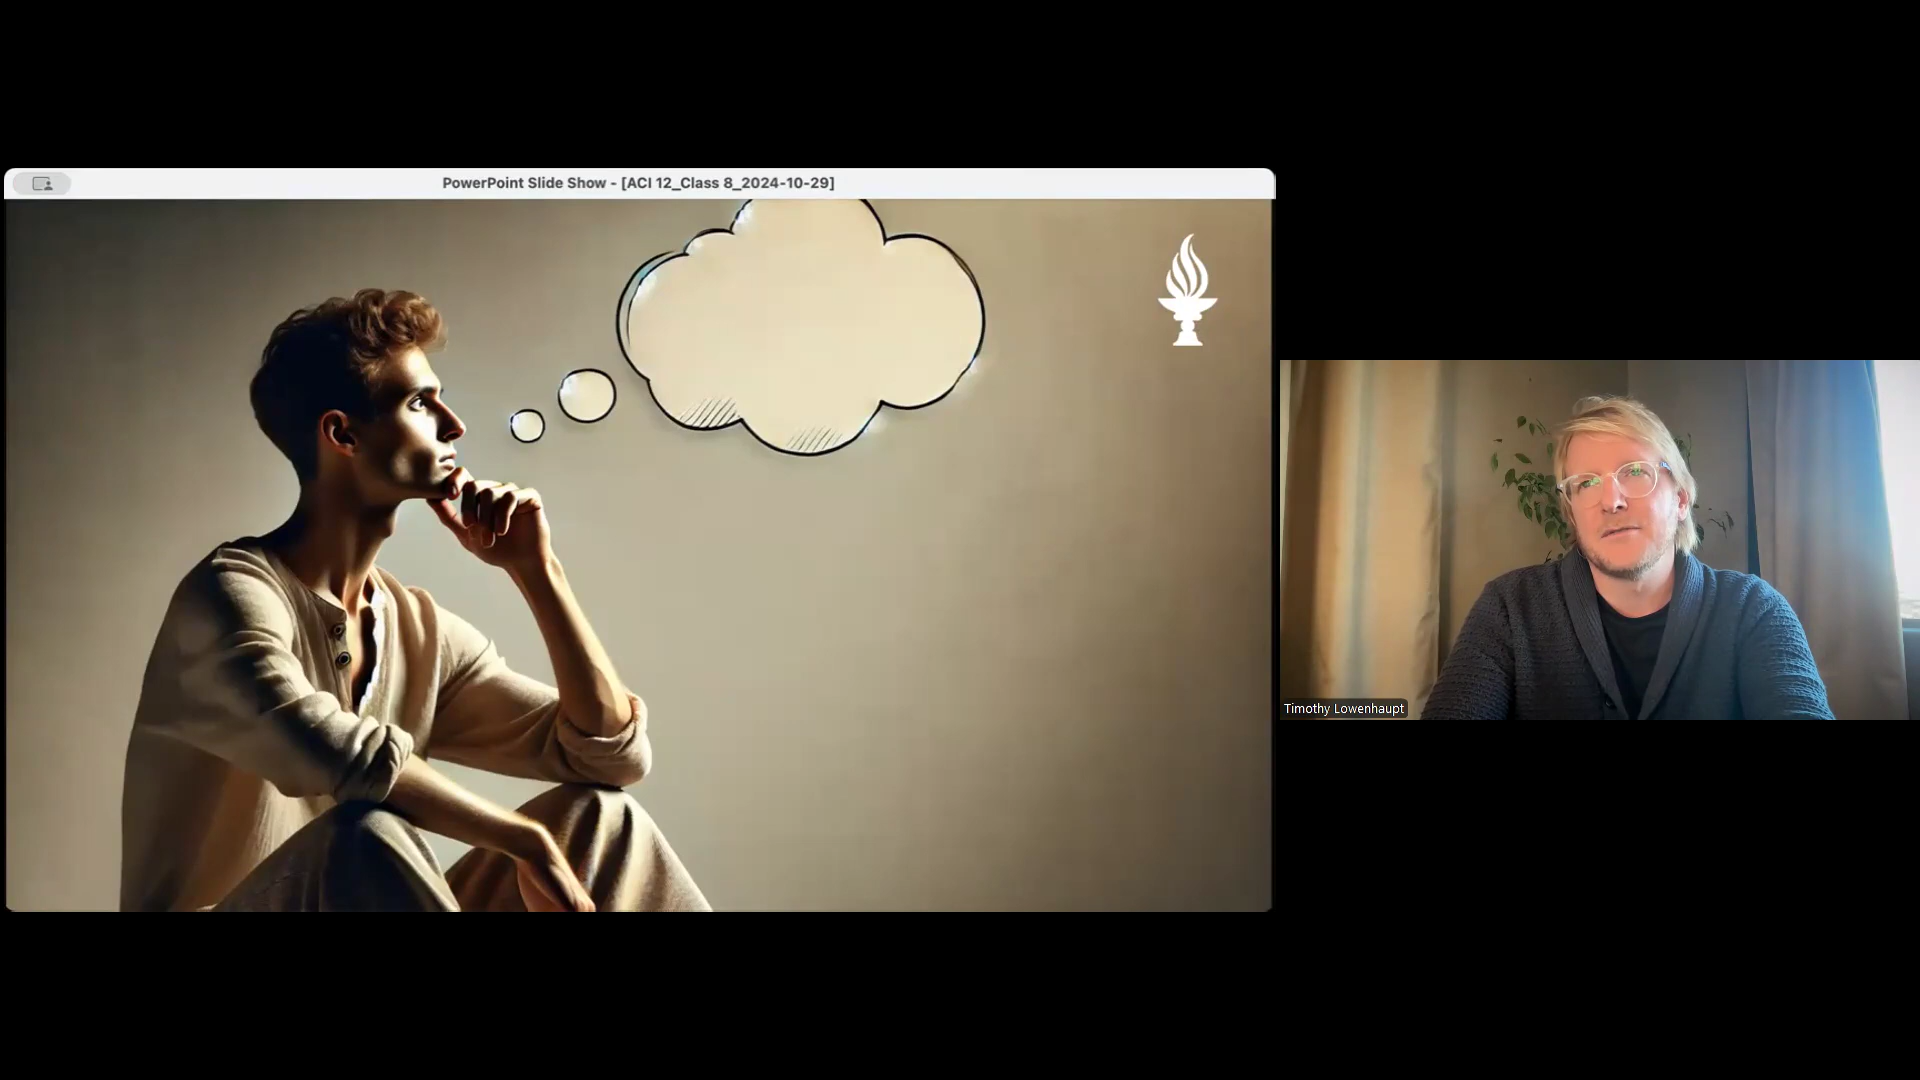 PowerPoint Slide Show - [ACI 12_Class 8_2024-10-29]
Timothy Lowenhaupt